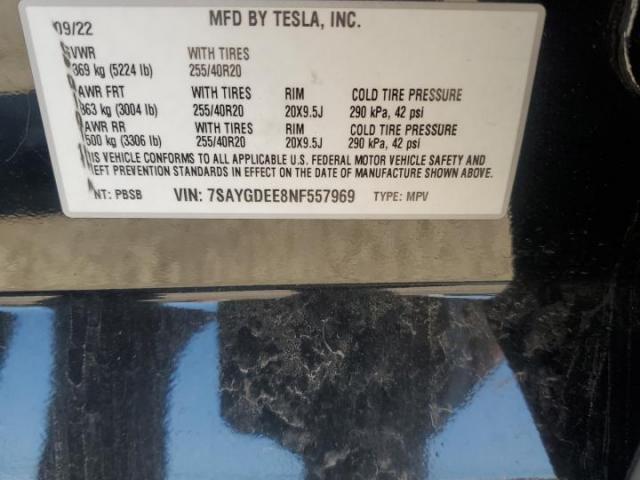 09/22 MFD BY TESLA, INC.
VWR WITH TIRES
369 kg (5224 lb) 255/40R20
AWR FRT WITH TIRES RIM COLD TIRE PRESSURE
363 kg (3004 lb) 255/40R20 20X9.5J 290 kPa, 42 psi
AWR RR WITH TIRES RIM COLD TIRE PRESSURE
500 kg (3306 lb) 255/40R20 20X9.5J 290 kPa, 42 psi
IS VEHICLE CONFORMS TO ALL APPLICABLE U.S. FEDERAL MOTOR VEHICLE SAFETY AND
EFT PREVENTION STANDARDS IN EFFECT ON THE DATE OF MANUFACTURE SHOWN ABOVE.
NT: PBSB VIN: 7SAYGDEE8NF557969 TYPE: MPV